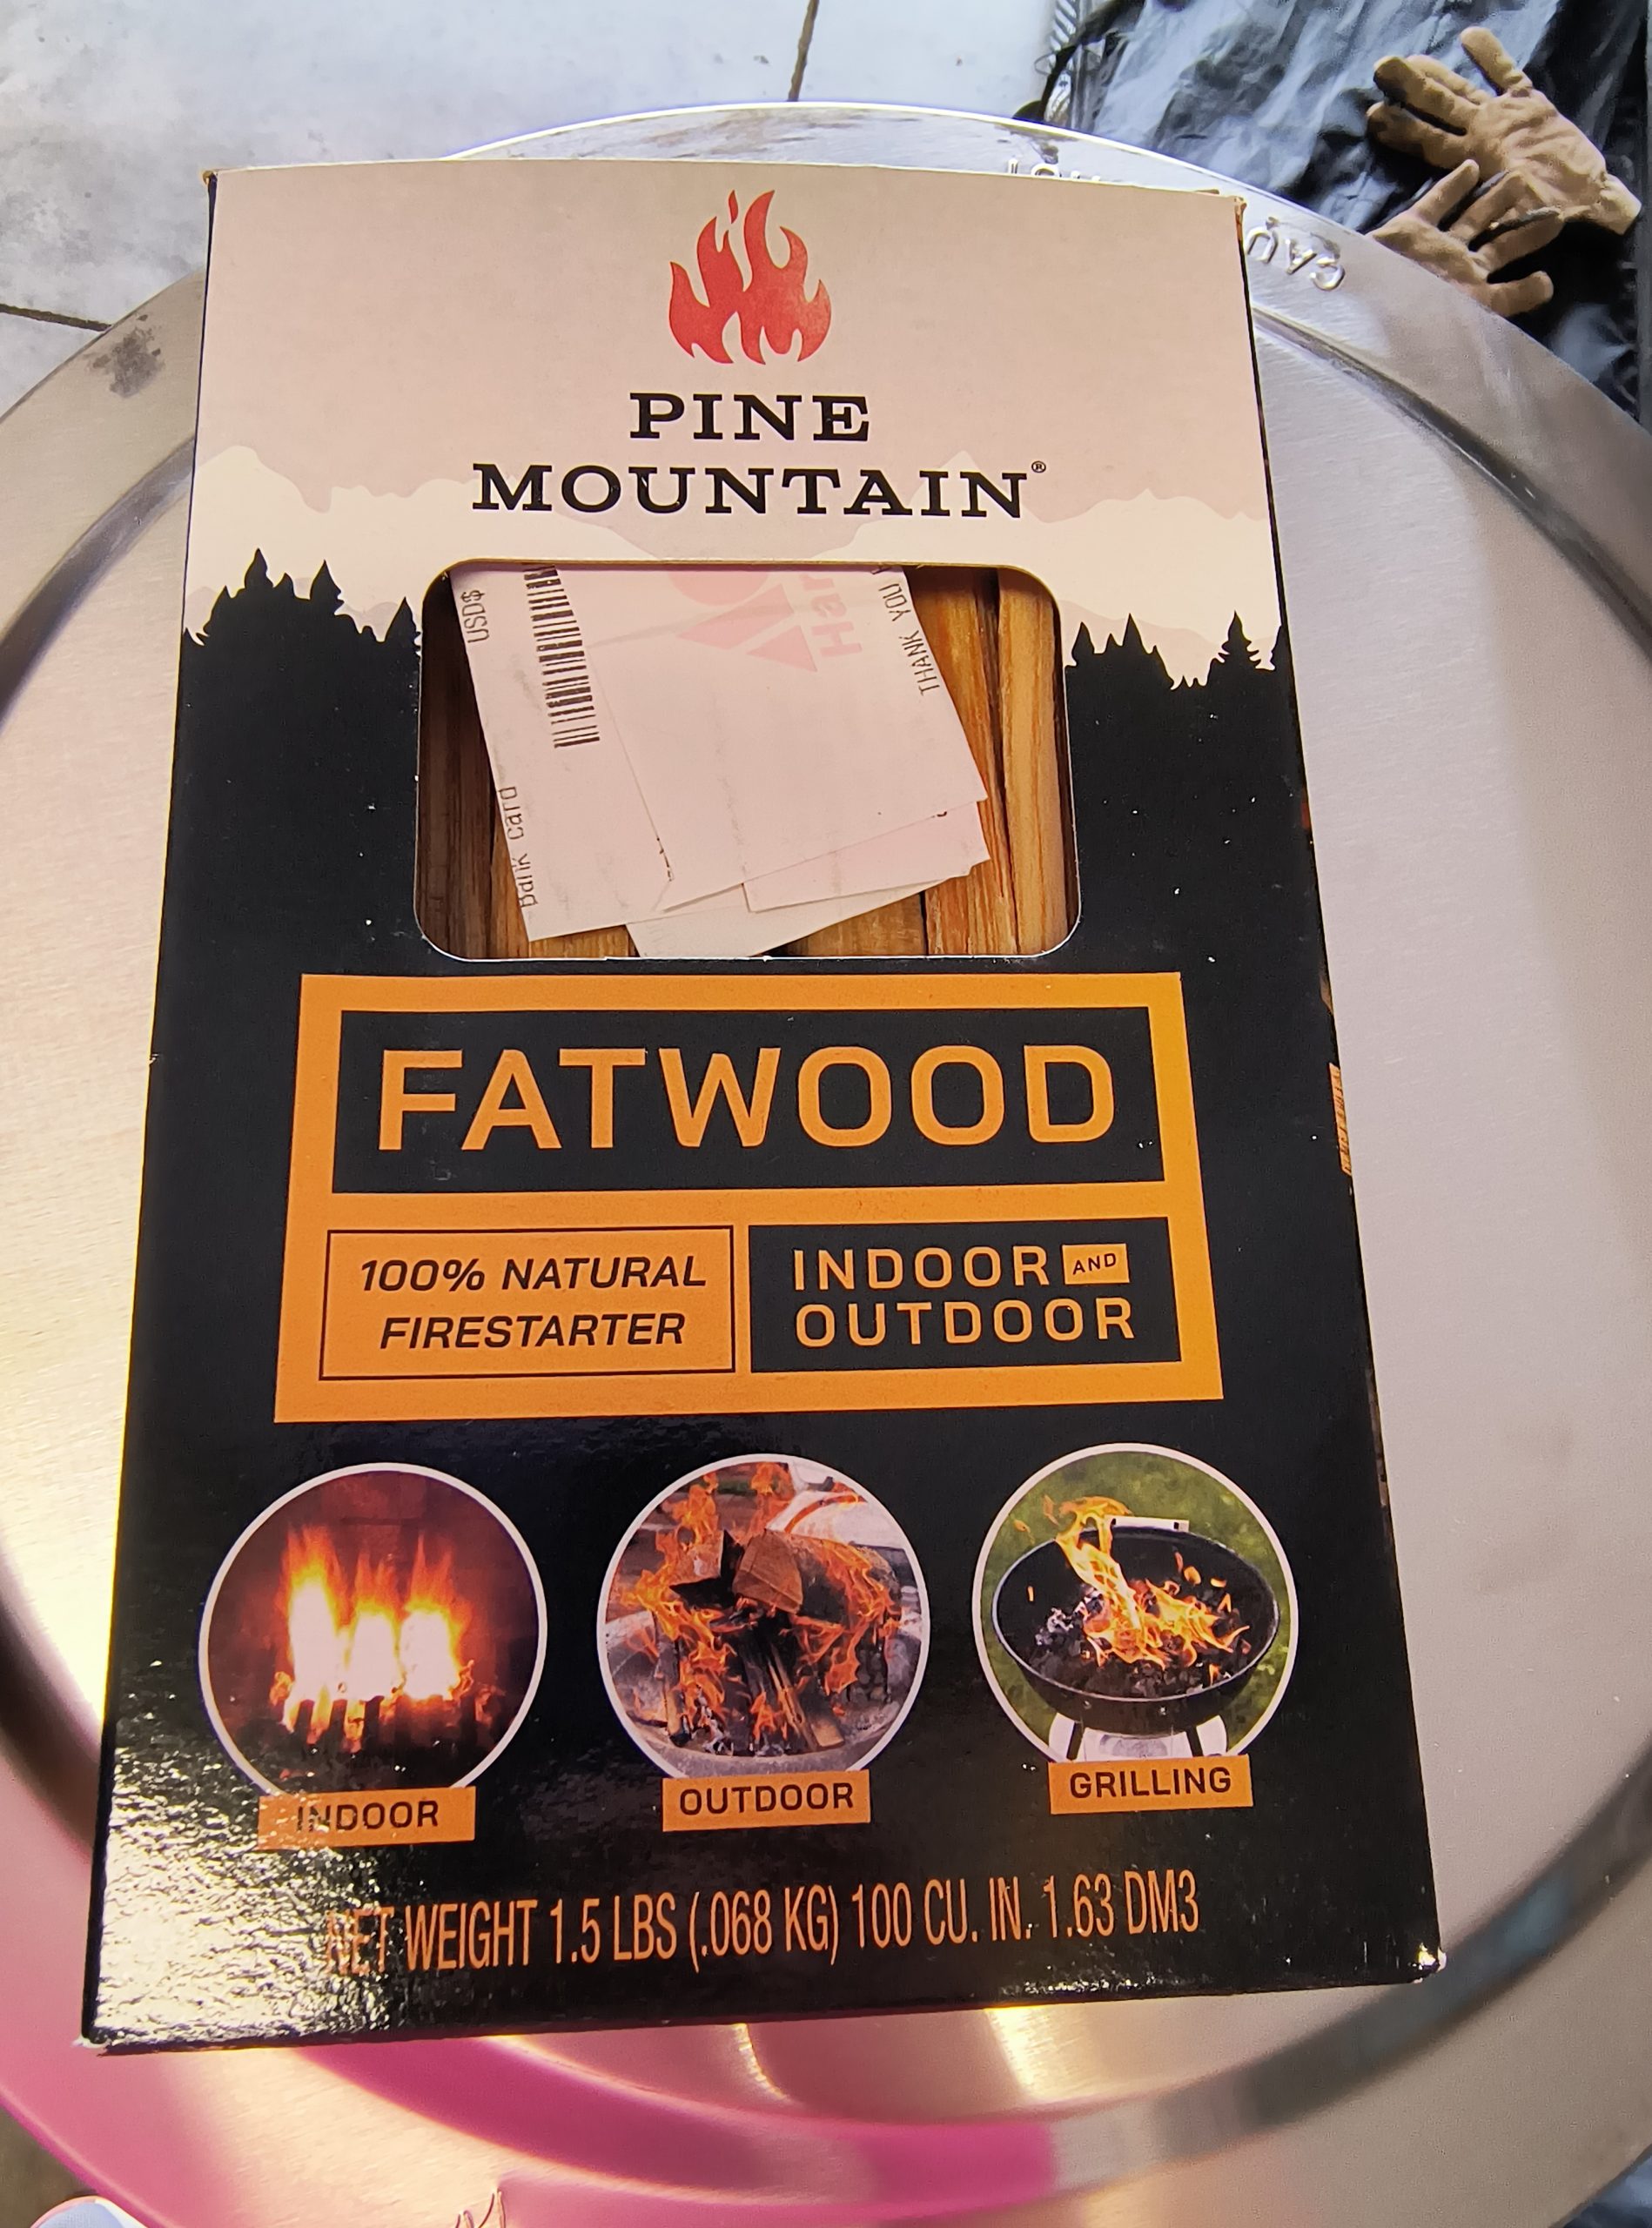 PINE
MOUNTAIN®
USD$
Bank Card
Har
THANK YOU
FATWOOD
100% NATURAL
FIRESTARTER
INDOOR AND
OUTDOOR
INDOOR
OUTDOOR
GRILLING
NET WEIGHT 1.5 LBS (.068 KG) 100 CU. IN. 1.63 DM3